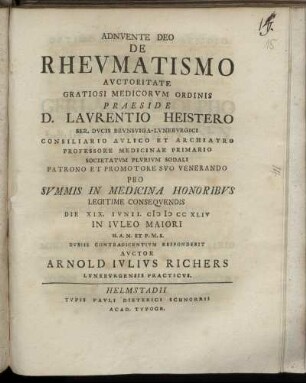 ADNVENTE DEO
DE
RHEVMATISMO
AVCTORITATE
GRATIOSI MEDICORVM ORDINIS
PRAESIDE
D. LAVRENTIO HEISTERO
SER. DVCIS BRVNSVIGA-LVNEBVRGICI
CONSILIARIO AVLICO ET ARCHIATRO
PROFESSORE MEDICINAE PRIMARIO
SOCIETATVM PLVRIVM SODALI
PATRONO ET PROMOTORE SVO VENERANDO
PRO
SVMMIS IN MEDICINA HONORIBVS
LEGITIME CONSEQVENDIS
DIE XIX. IVNII. CIƆ IƆ CC XLIV
IN IVLEO MAIORI
H. A. N. ET P. M. S.
DVBIIS CONTRADICENTIVM RESPONDEBIT
AVCTOR
ARNOLD IVLIVS RICHERS
LVNEBVRGENSIS PRACTICVS.
HELMSTADII
TYPIS PAVLI DIETERICI SCHNORRII
ACAD. TYPOGR.